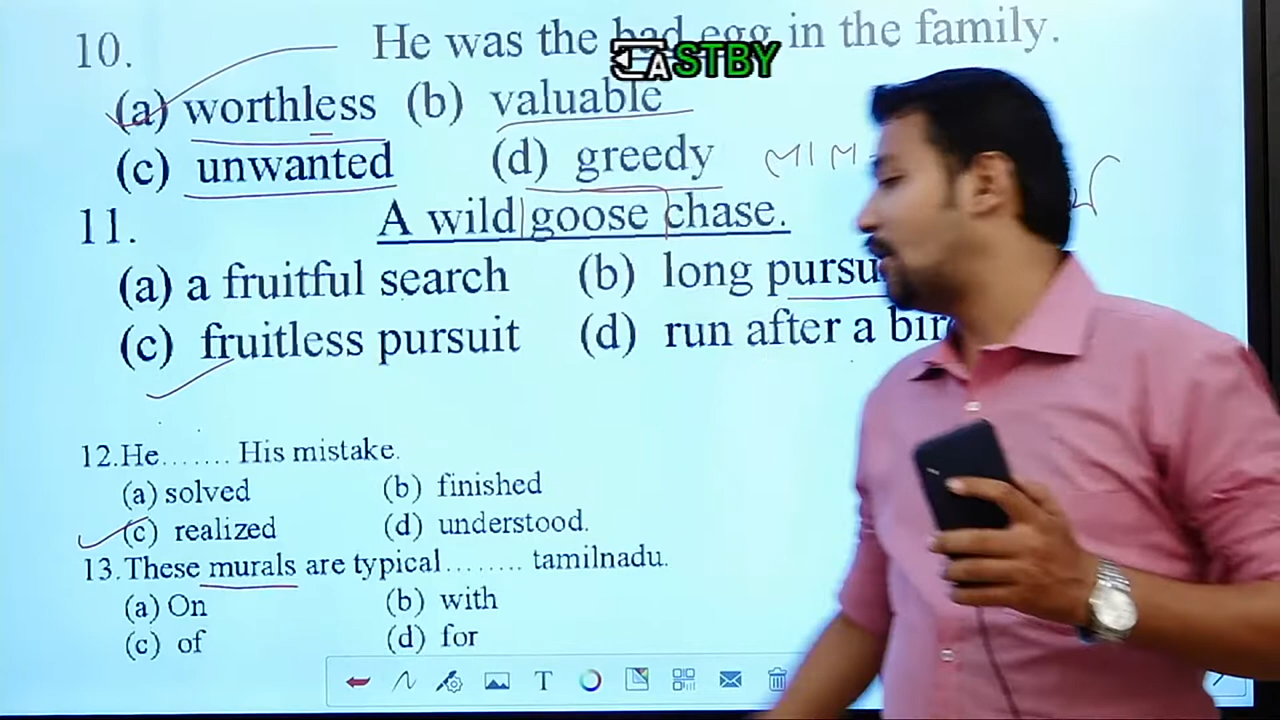 10. He was the bad egg in the family.
ASTBY
(a) worthless (b) valuable
(c) unwanted (d) greedy
11. A wild goose chase.
(a) a fruitful search (b) long pursu
(c) fruitless pursuit (d) run after a bir
12.He....... His mistake.
(a) solved (b) finished
(c) realized (d) understood.
13.These murals are typical........ tamilnadu.
(a) On (b) with
(c) of (d) for
T